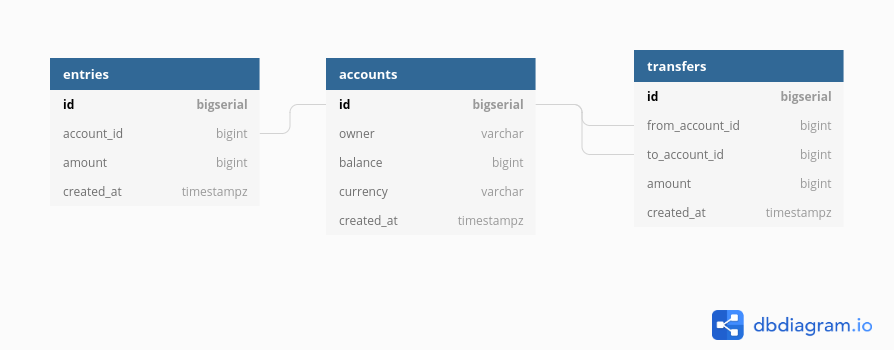 entries
id bigserial
account_id bigint
amount bigint
created_at timestampz
accounts
id bigserial
owner varchar
balance bigint
currency varchar
created_at timestampz
transfers
id bigserial
from_account_id bigint
to_account_id bigint
amount bigint
created_at timestampz
dbdiagram.io